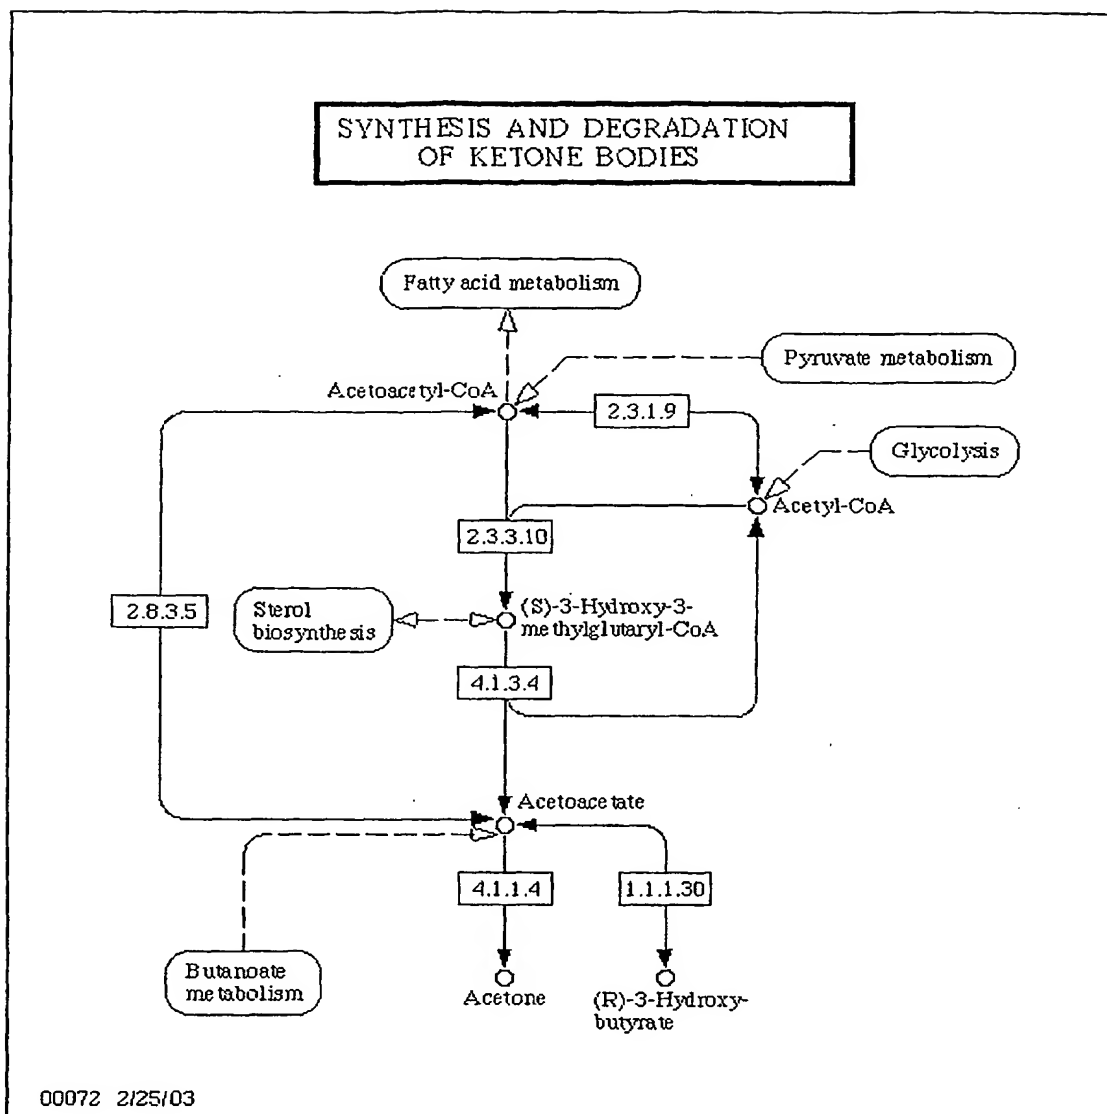 SYNTHESIS AND DEGRADATION
OF KETONE BODIES
Fatty acid metabolism
Pyruvate metabolism
Acetoacetyl-CoA
2.3.1.9
Glycolysis
Acetyl-CoA
2.3.3.10
2.8.3.5
Sterol
biosynthesis
(S)-3-Hydroxy-3-
methylglutaryl-CoA
4.1.3.4
Acetoacetate
4.1.1.4
1.1.1.30
Butanoate
metabolism
Acetone
(R)-3-Hydroxy-
butyrate
00072 2/25/03